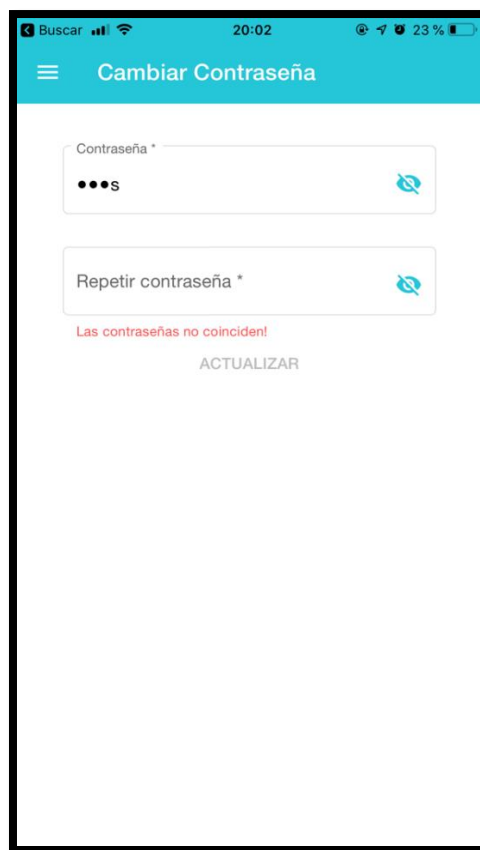 Buscar 20:02 23 %
Cambiar Contraseña
Contraseña *
●●●s
Repetir contraseña *
Las contraseñas no coinciden!
ACTUALIZAR